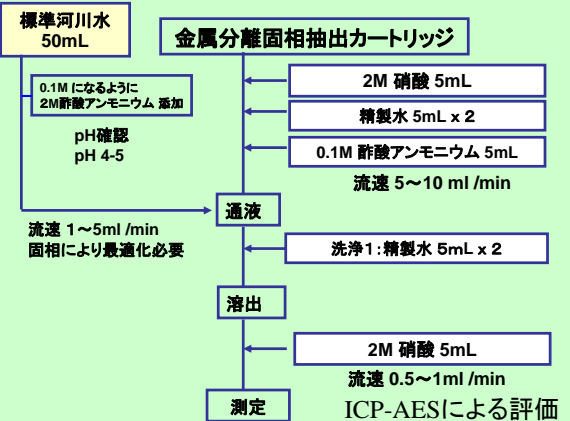 標準河川水
50mL
金属分離固相抽出カートリッジ
0.1M になるように
2M酢酸アンモニウム 添加
pH確認
pH 4-5
2M 硝酸 5mL
精製水 5mL x 2
0.1M 酢酸アンモニウム 5mL
流速 5～10 ml /min
通液
流速 1～5ml /min
固相により最適化必要
洗浄1:精製水 5mL x 2
溶出
2M 硝酸 5mL
流速 0.5～1ml /min
測定
ICP-AESによる評価